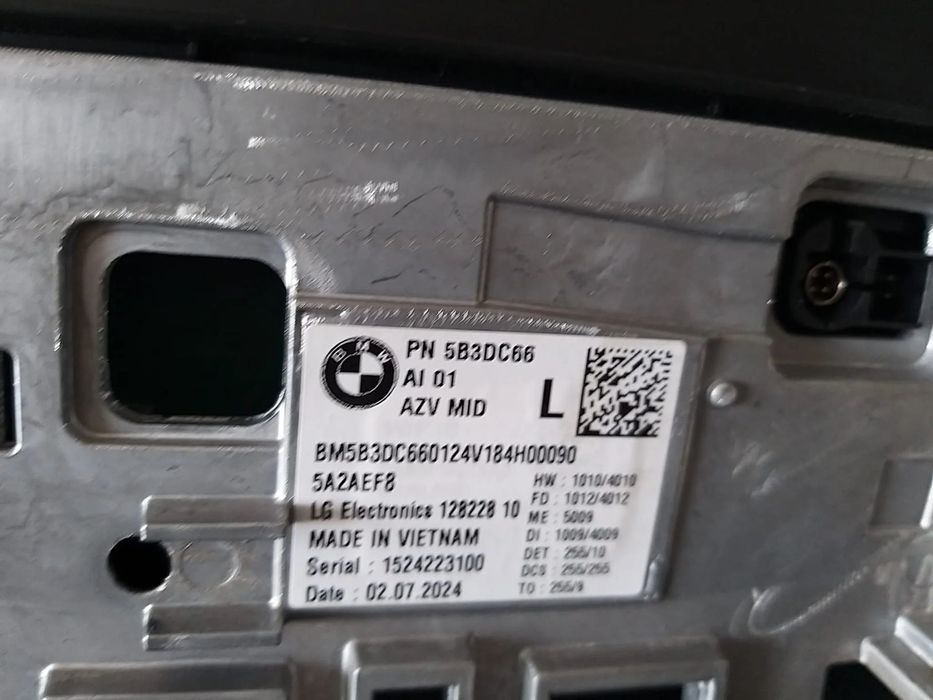 BMW
PN 5B3DC66
AI 01
AZV MID L
BM5B3DC660124V184H00090
5A2AEF8
LG Electronics 128228 10
MADE IN VIETNAM
Serial : 1524223100
Date : 02.07.2024
HW : 1010/4010
FD : 1012/4012
ME : 5009
DI : 1009/4009
DET : 255/10
DCS : 255/255
TO : 255/9